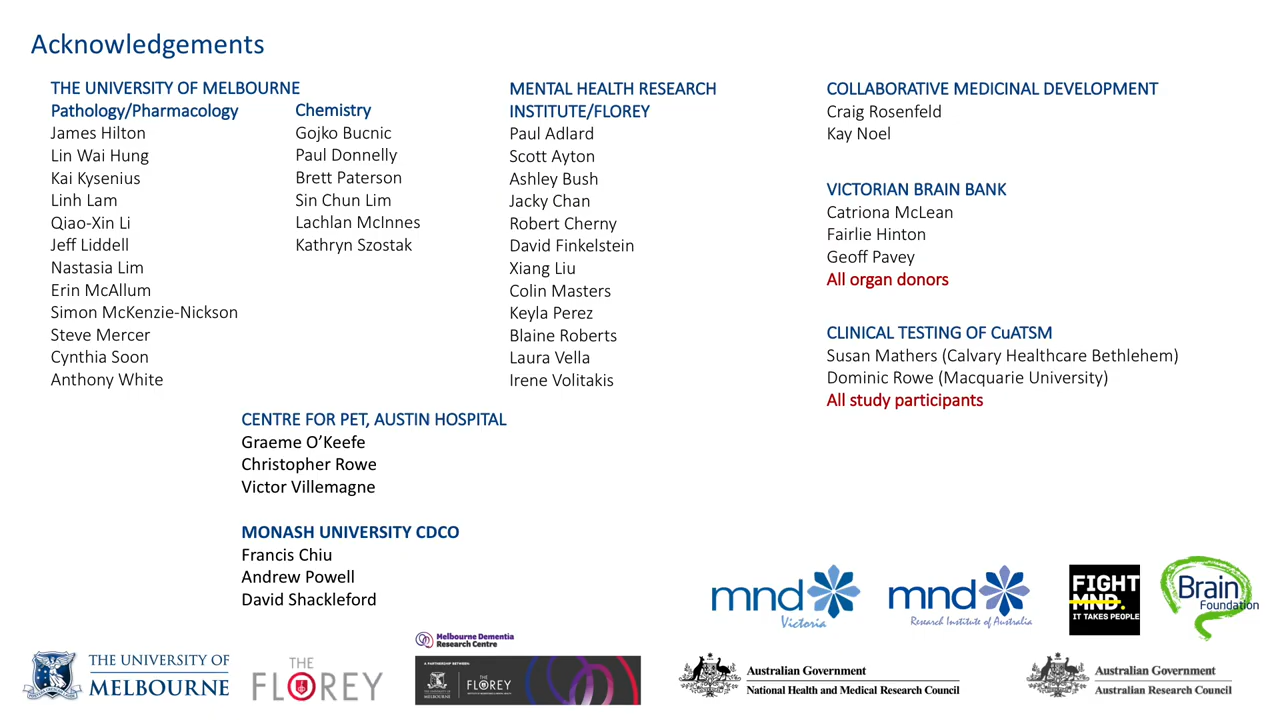 Acknowledgements
THE UNIVERSITY OF MELBOURNE
Pathology/Pharmacology
James Hilton
Lin Wai Hung
Kai Kysenius
Linh Lam
Qiao-Xin Li
Jeff Liddell
Nastasia Lim
Erin McAllum
Simon McKenzie-Nickson
Steve Mercer
Cynthia Soon
Anthony White
Chemistry
Gojko Bucnic
Paul Donnelly
Brett Paterson
Sin Chun Lim
Lachlan McInnes
Kathryn Szostak
MENTAL HEALTH RESEARCH
INSTITUTE/FLOREY
Paul Adlard
Scott Ayton
Ashley Bush
Jacky Chan
Robert Cherny
David Finkelstein
Xiang Liu
Colin Masters
Keyla Perez
Blaine Roberts
Laura Vella
Irene Volitakis
COLLABORATIVE MEDICINAL DEVELOPMENT
Craig Rosenfeld
Kay Noel
VICTORIAN BRAIN BANK
Catriona McLean
Fairlie Hinton
Geoff Pavey
All organ donors
CLINICAL TESTING OF CuATSM
Susan Mathers (Calvary Healthcare Bethlehem)
Dominic Rowe (Macquarie University)
All study participants
CENTRE FOR PET, AUSTIN HOSPITAL
Graeme O’Keefe
Christopher Rowe
Victor Villemagne
MONASH UNIVERSITY CDCO
Francis Chiu
Andrew Powell
David Shackleford
mnd
Victoria
mnd
Research Institute of Australia
FIGHT
MND.
IT TAKES PEOPLE
Brain
Foundation
THE UNIVERSITY OF
MELBOURNE
THE
FLOREY
Melbourne Dementia
Research Centre
A PARTNERSHIP BETWEEN:
THE
FLOREY
Australian Government
National Health and Medical Research Council
Australian Government
Australian Research Council